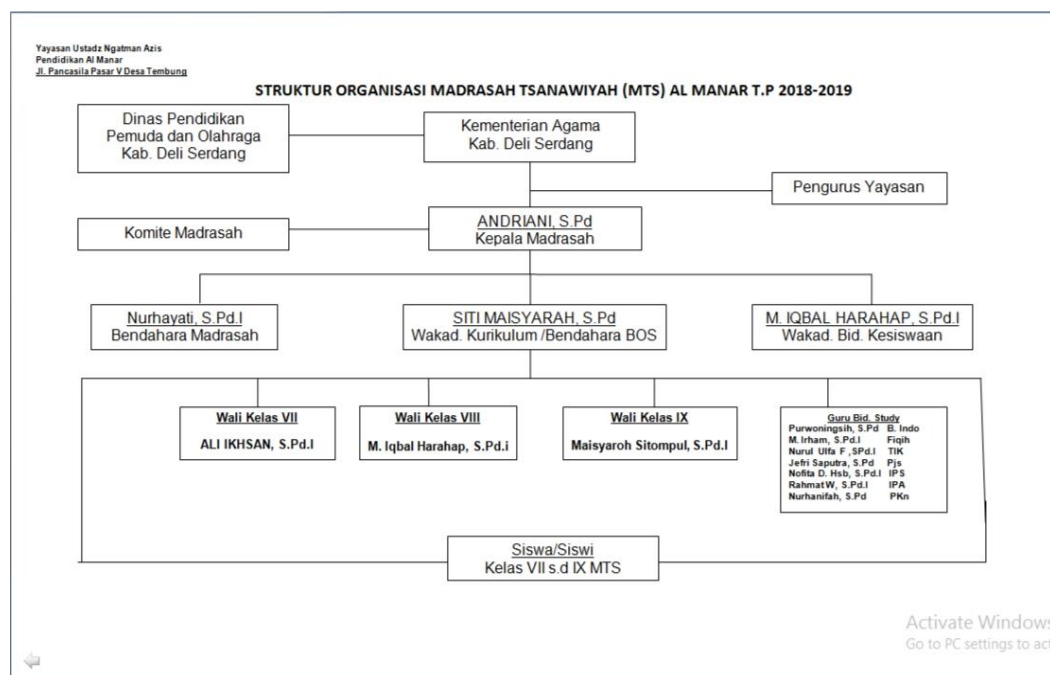 Yayasan Ustadz Ngatman Azis
Pendidikan Al Manar
Jl. Pancasila Pasar V Desa Tembung
STRUKTUR ORGANISASI MADRASAH TSANAWIYAH (MTS) AL MANAR T.P 2018-2019
Dinas Pendidikan
Pemuda dan Olahraga
Kab. Deli Serdang
Kementerian Agama
Kab. Deli Serdang
Pengurus Yayasan
Komite Madrasah
ANDRIANI, S.Pd
Kepala Madrasah
Nurhayati, S.Pd.I
Bendahara Madrasah
SITI MAISYARAH, S.Pd
Wakad. Kurikulum /Bendahara BOS
M. IQBAL HARAHAP, S.Pd.I
Wakad. Bid. Kesiswaan
Wali Kelas VII
ALI IKHSAN, S.Pd.I
Wali Kelas VIII
M. Iqbal Harahap, S.Pd.i
Wali Kelas IX
Maisyaroh Sitompul, S.Pd.I
Guru Bid. Study
Purwoningsih, S.Pd B. Indo
M. Irham, S.Pd.I Fiqih
Nurul Ulfa F ,SPd.I TIK
Jefri Saputra, S.Pd Pjs
Nofita D. Hsb, S.Pd.I IPS
Rahmat W, S.Pd.I IPA
Nurhanifah, S.Pd PKn
Siswa/Siswi
Kelas VII s.d IX MTS
Activate Windows
Go to PC settings to act